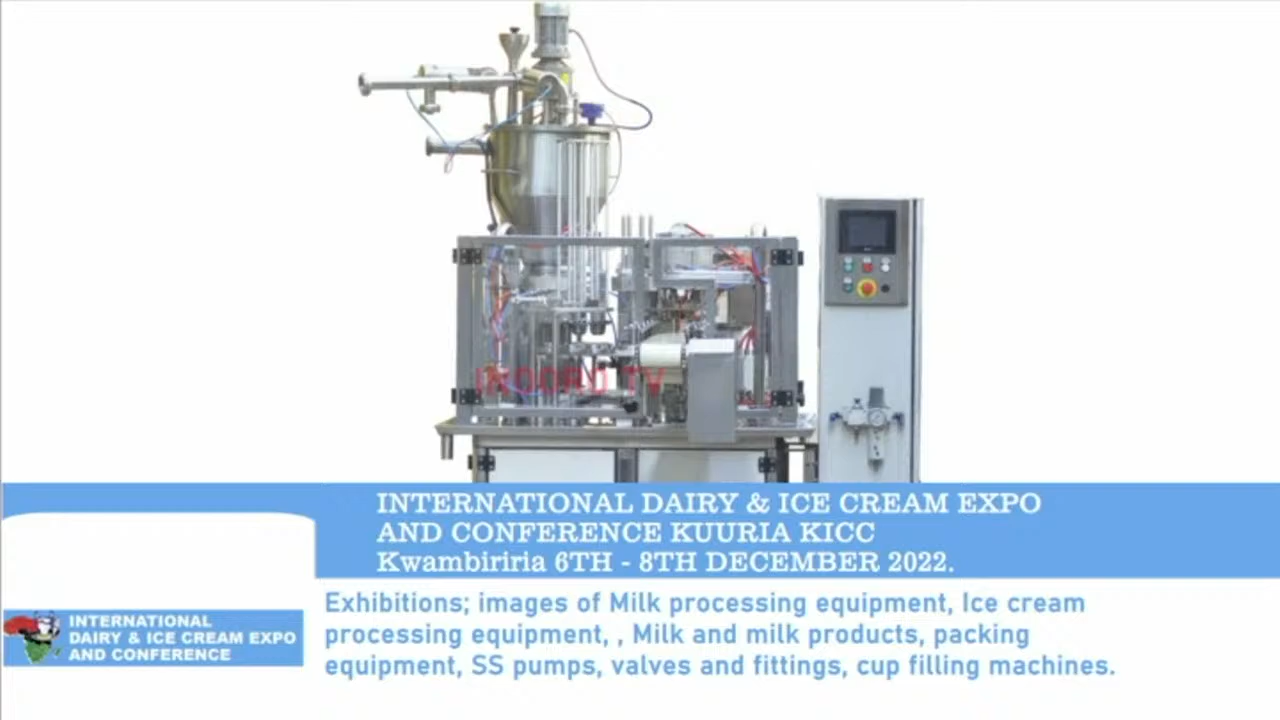 INOORO TV
INTERNATIONAL DAIRY & ICE CREAM EXPO
AND CONFERENCE KUURIA KICC
Kwambiriria 6TH - 8TH DECEMBER 2022.
Exhibitions; images of Milk processing equipment, Ice cream
processing equipment, , Milk and milk products, packing
equipment, SS pumps, valves and fittings, cup filling machines.
INTERNATIONAL
DAIRY & ICE CREAM EXPO
AND CONFERENCE